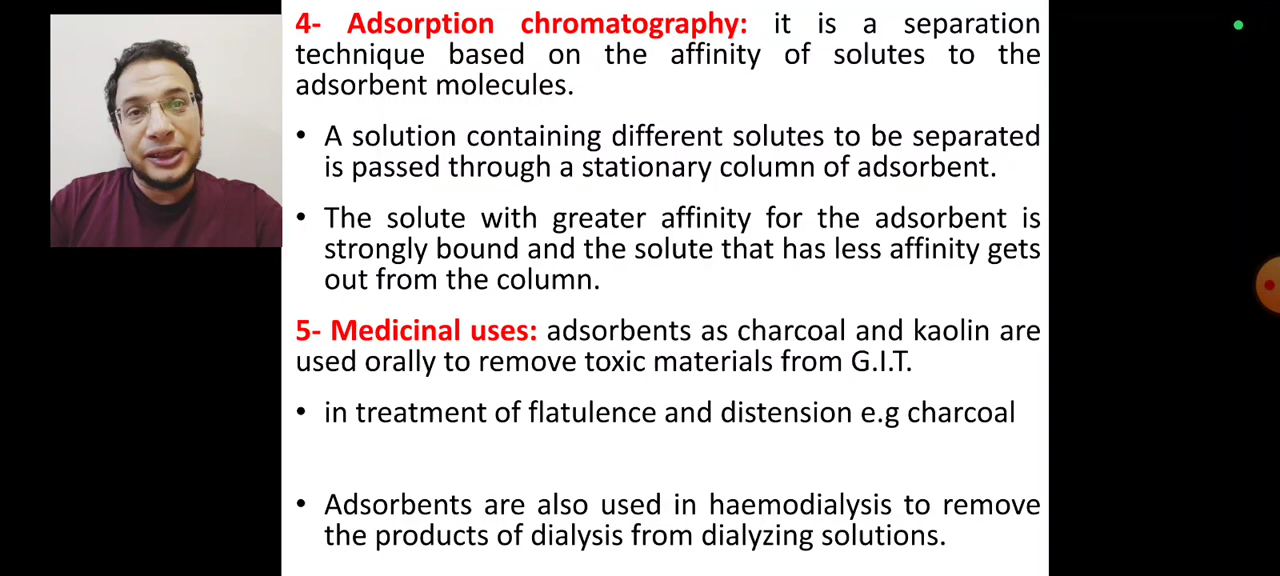 4- Adsorption chromatography: it is a separation
technique based on the affinity of solutes to the
adsorbent molecules.
• A solution containing different solutes to be separated
is passed through a stationary column of adsorbent.
• The solute with greater affinity for the adsorbent is
strongly bound and the solute that has less affinity gets
out from the column.
5- Medicinal uses: adsorbents as charcoal and kaolin are
used orally to remove toxic materials from G.I.T.
• in treatment of flatulence and distension e.g charcoal
• Adsorbents are also used in haemodialysis to remove
the products of dialysis from dialyzing solutions.